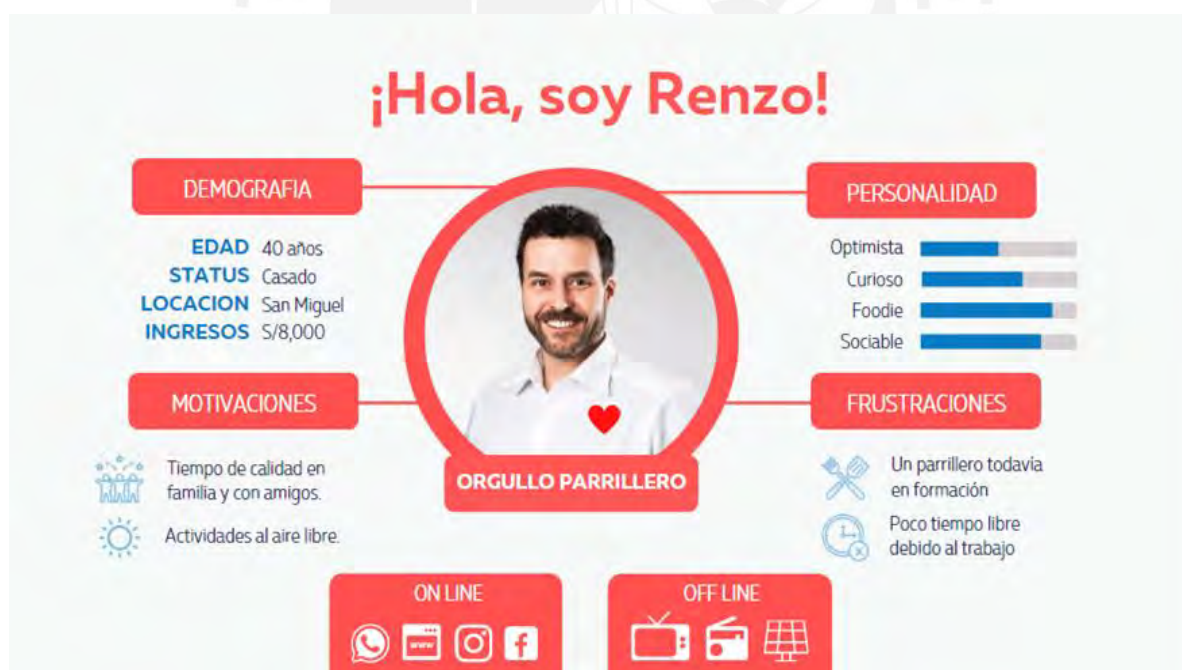 ¡Hola, soy Renzo!
DEMOGRAFIA
EDAD 40 años
STATUS Casado
LOCACION San Miguel
INGRESOS S/8,000
PERSONALIDAD
Optimista
Curioso
Foodie
Sociable
MOTIVACIONES
Tiempo de calidad en
familia y con amigos.
Actividades al aire libre.
ORGULLO PARRILLERO
FRUSTRACIONES
Un parrillero todavía
en formación
Poco tiempo libre
debido al trabajo
ON LINE
www
OFF LINE